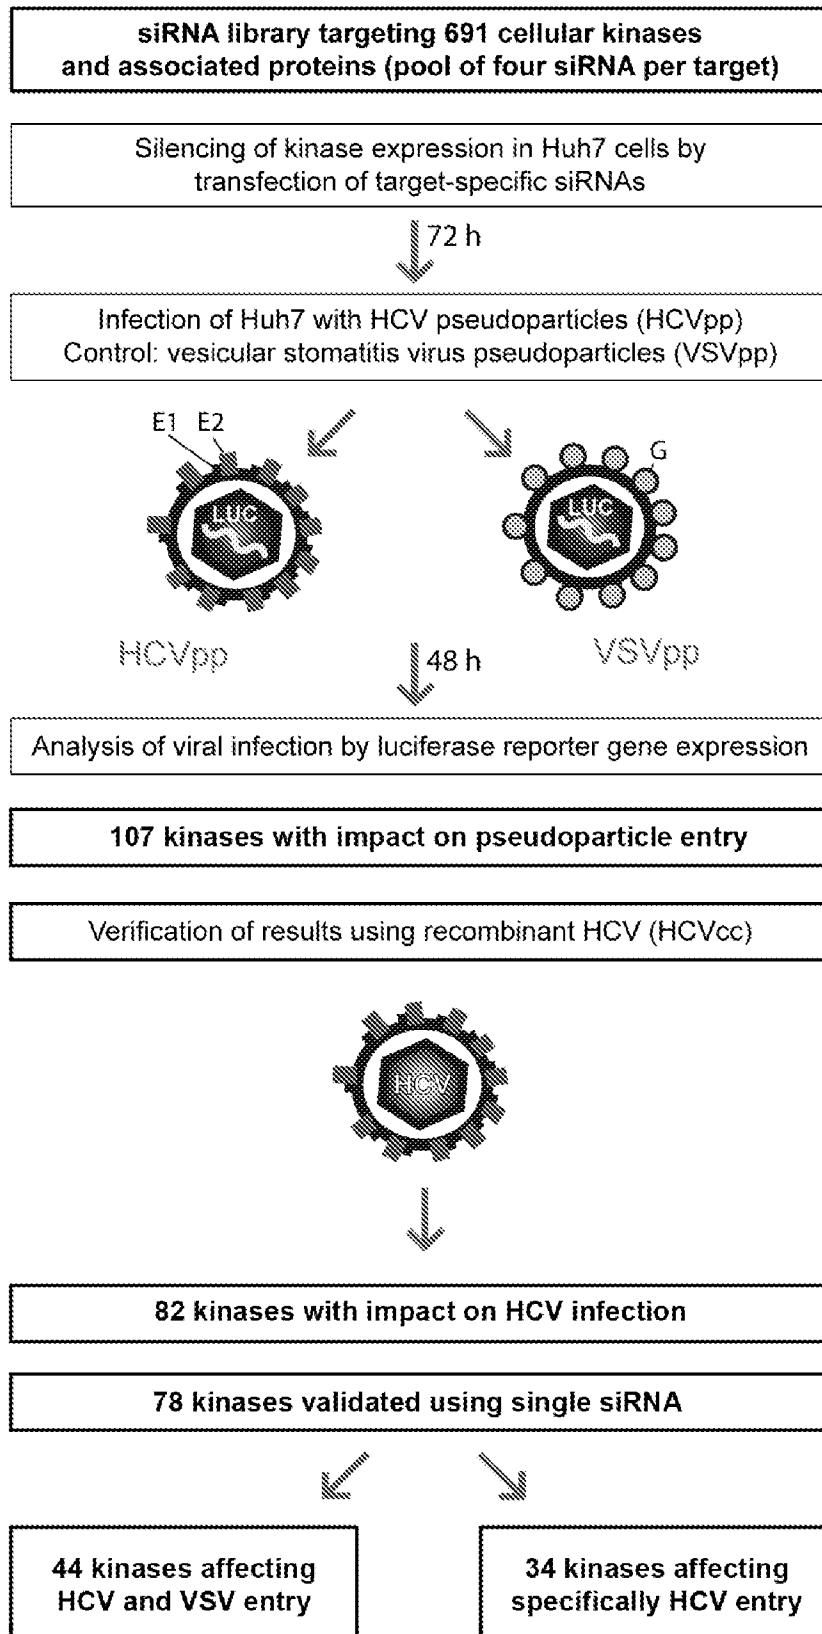 siRNA library targeting 691 cellular kinases
and associated proteins (pool of four siRNA per target)
Silencing of kinase expression in Huh7 cells by
transfection of target-specific siRNAs
72 h
Infection of Huh7 with HCV pseudoparticles (HCVpp)
Control: vesicular stomatitis virus pseudoparticles (VSVpp)
E1 E2
G
LUC
LUC
HCVpp
48 h
VSVpp
Analysis of viral infection by luciferase reporter gene expression
107 kinases with impact on pseudoparticle entry
Verification of results using recombinant HCV (HCVcc)
HCV
82 kinases with impact on HCV infection
78 kinases validated using single siRNA
44 kinases affecting
HCV and VSV entry
34 kinases affecting
specifically HCV entry